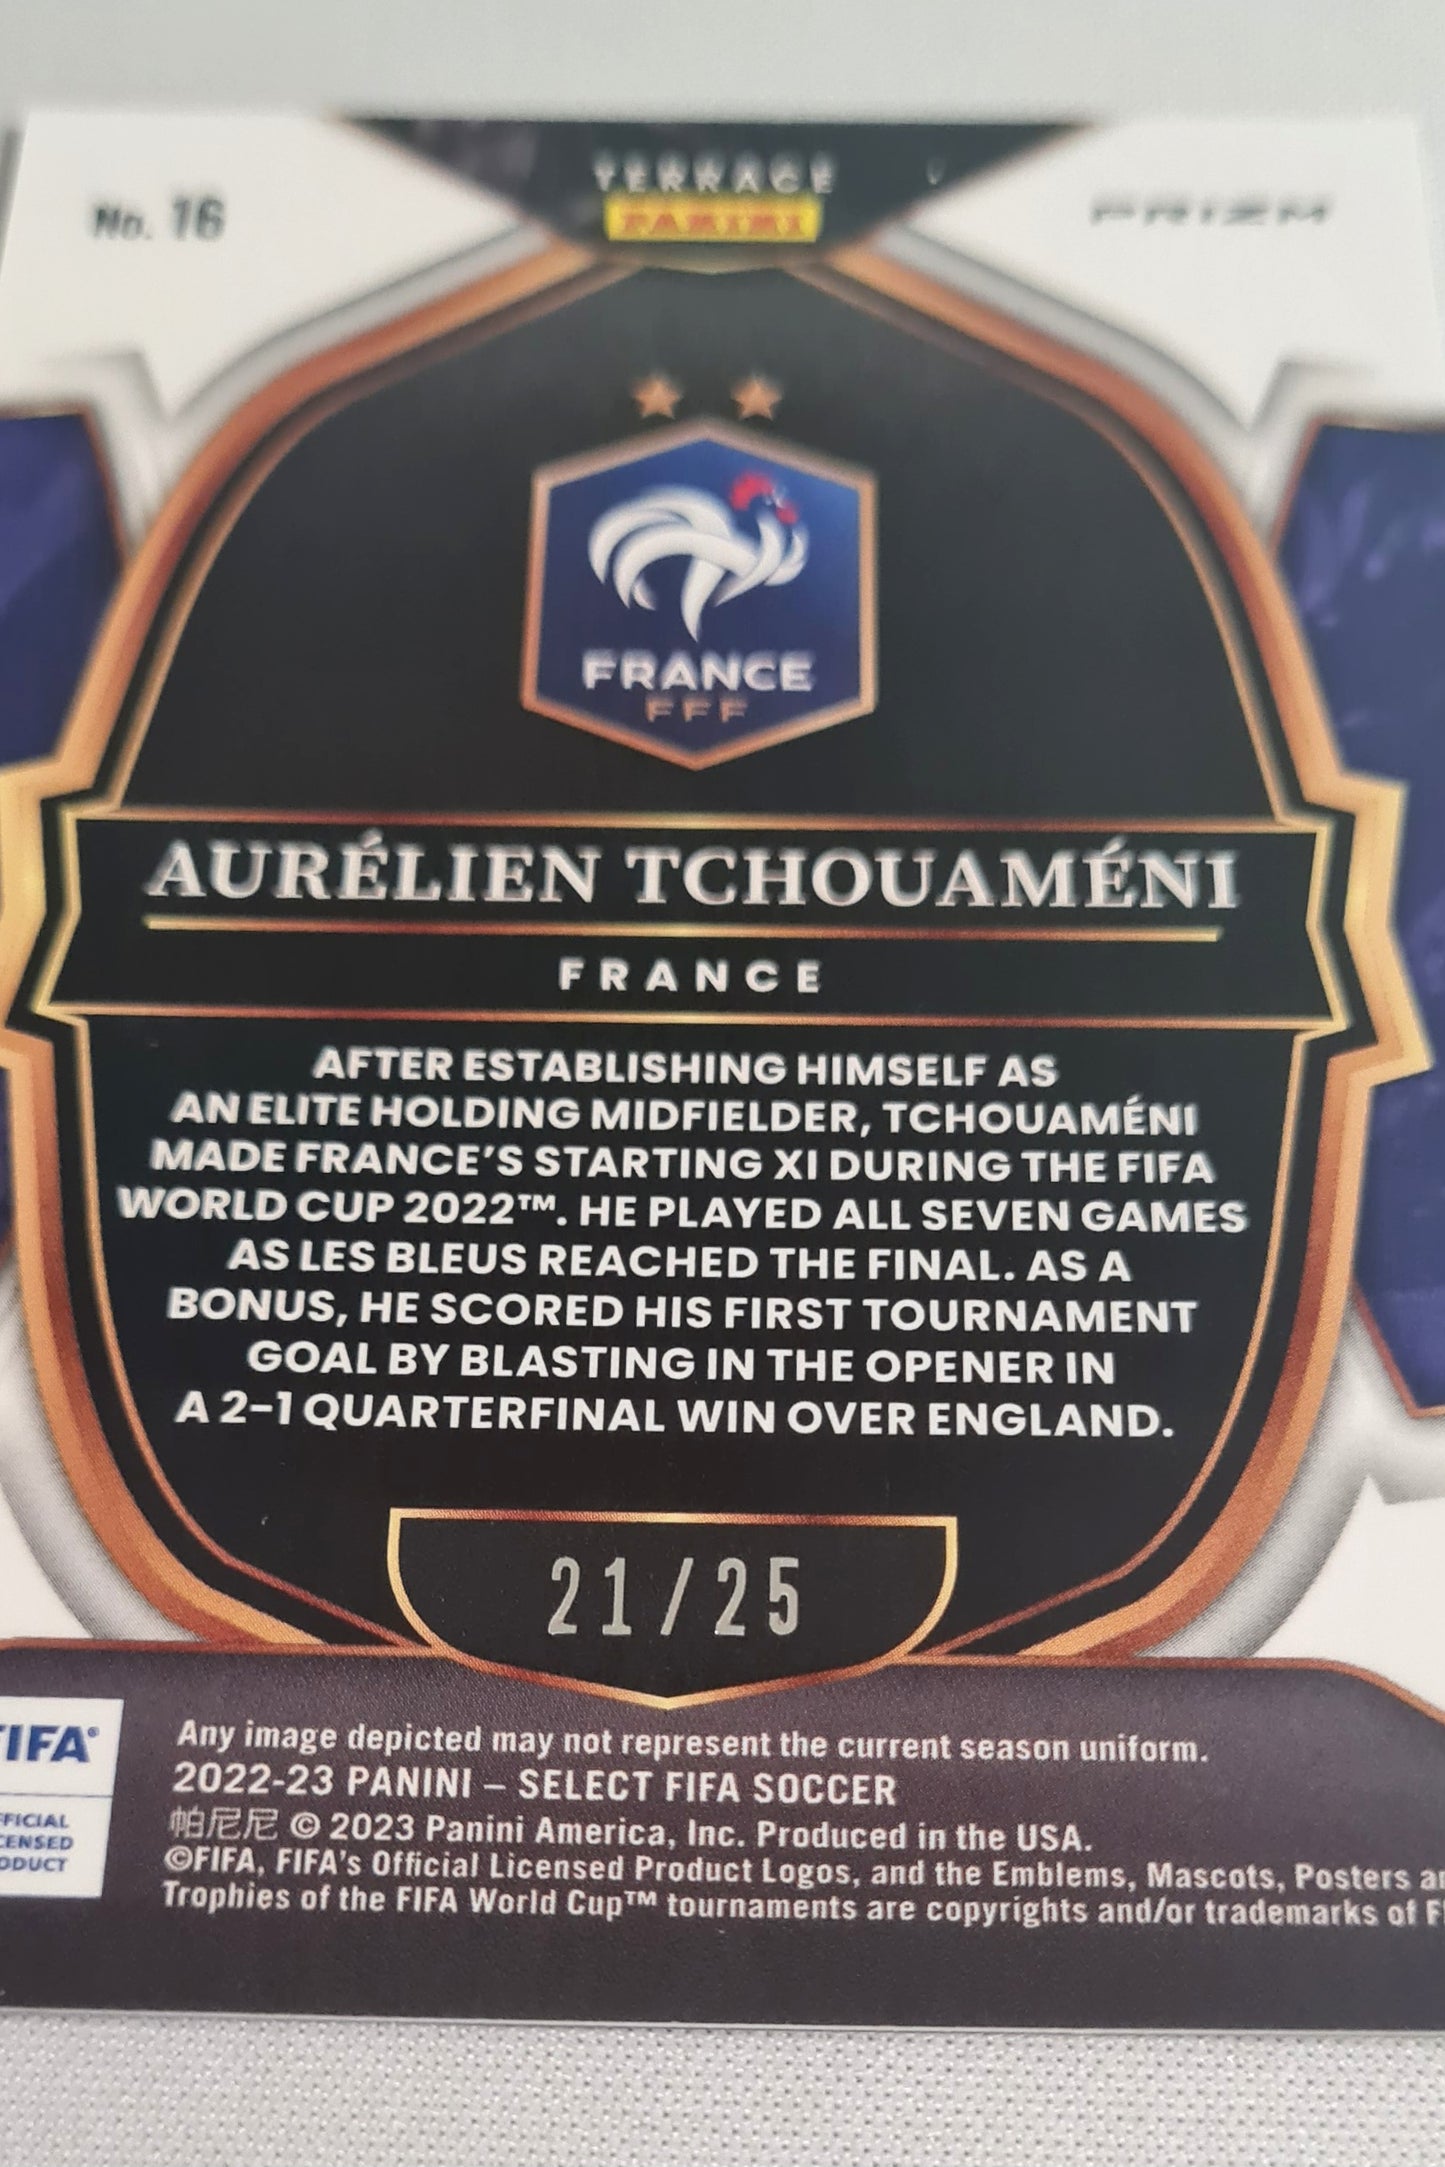 TERRACE
No. 16
PANINI
PRIZM
FRANCE
FFF
AURÉLIEN TCHOUAMÉNI
FRANCE
AFTER ESTABLISHING HIMSELF AS
AN ELITE HOLDING MIDFIELDER, TCHOUAMÉNI
MADE FRANCE'S STARTING XI DURING THE FIFA
WORLD CUP 2022™. HE PLAYED ALL SEVEN GAMES
AS LES BLEUS REACHED THE FINAL. AS A
BONUS, HE SCORED HIS FIRST TOURNAMENT
GOAL BY BLASTING IN THE OPENER IN
A 2-1 QUARTERFINAL WIN OVER ENGLAND.
21/25
FIFA®
FFICIAL
CENSED
ODUCT
Any image depicted may not represent the current season uniform.
2022-23 PANINI – SELECT FIFA SOCCER
帕尼尼 © 2023 Panini America, Inc. Produced in the USA.
©FIFA, FIFA's Official Licensed Product Logos, and the Emblems, Mascots, Posters an
Trophies of the FIFA World Cup™ tournaments are copyrights and/or trademarks of F